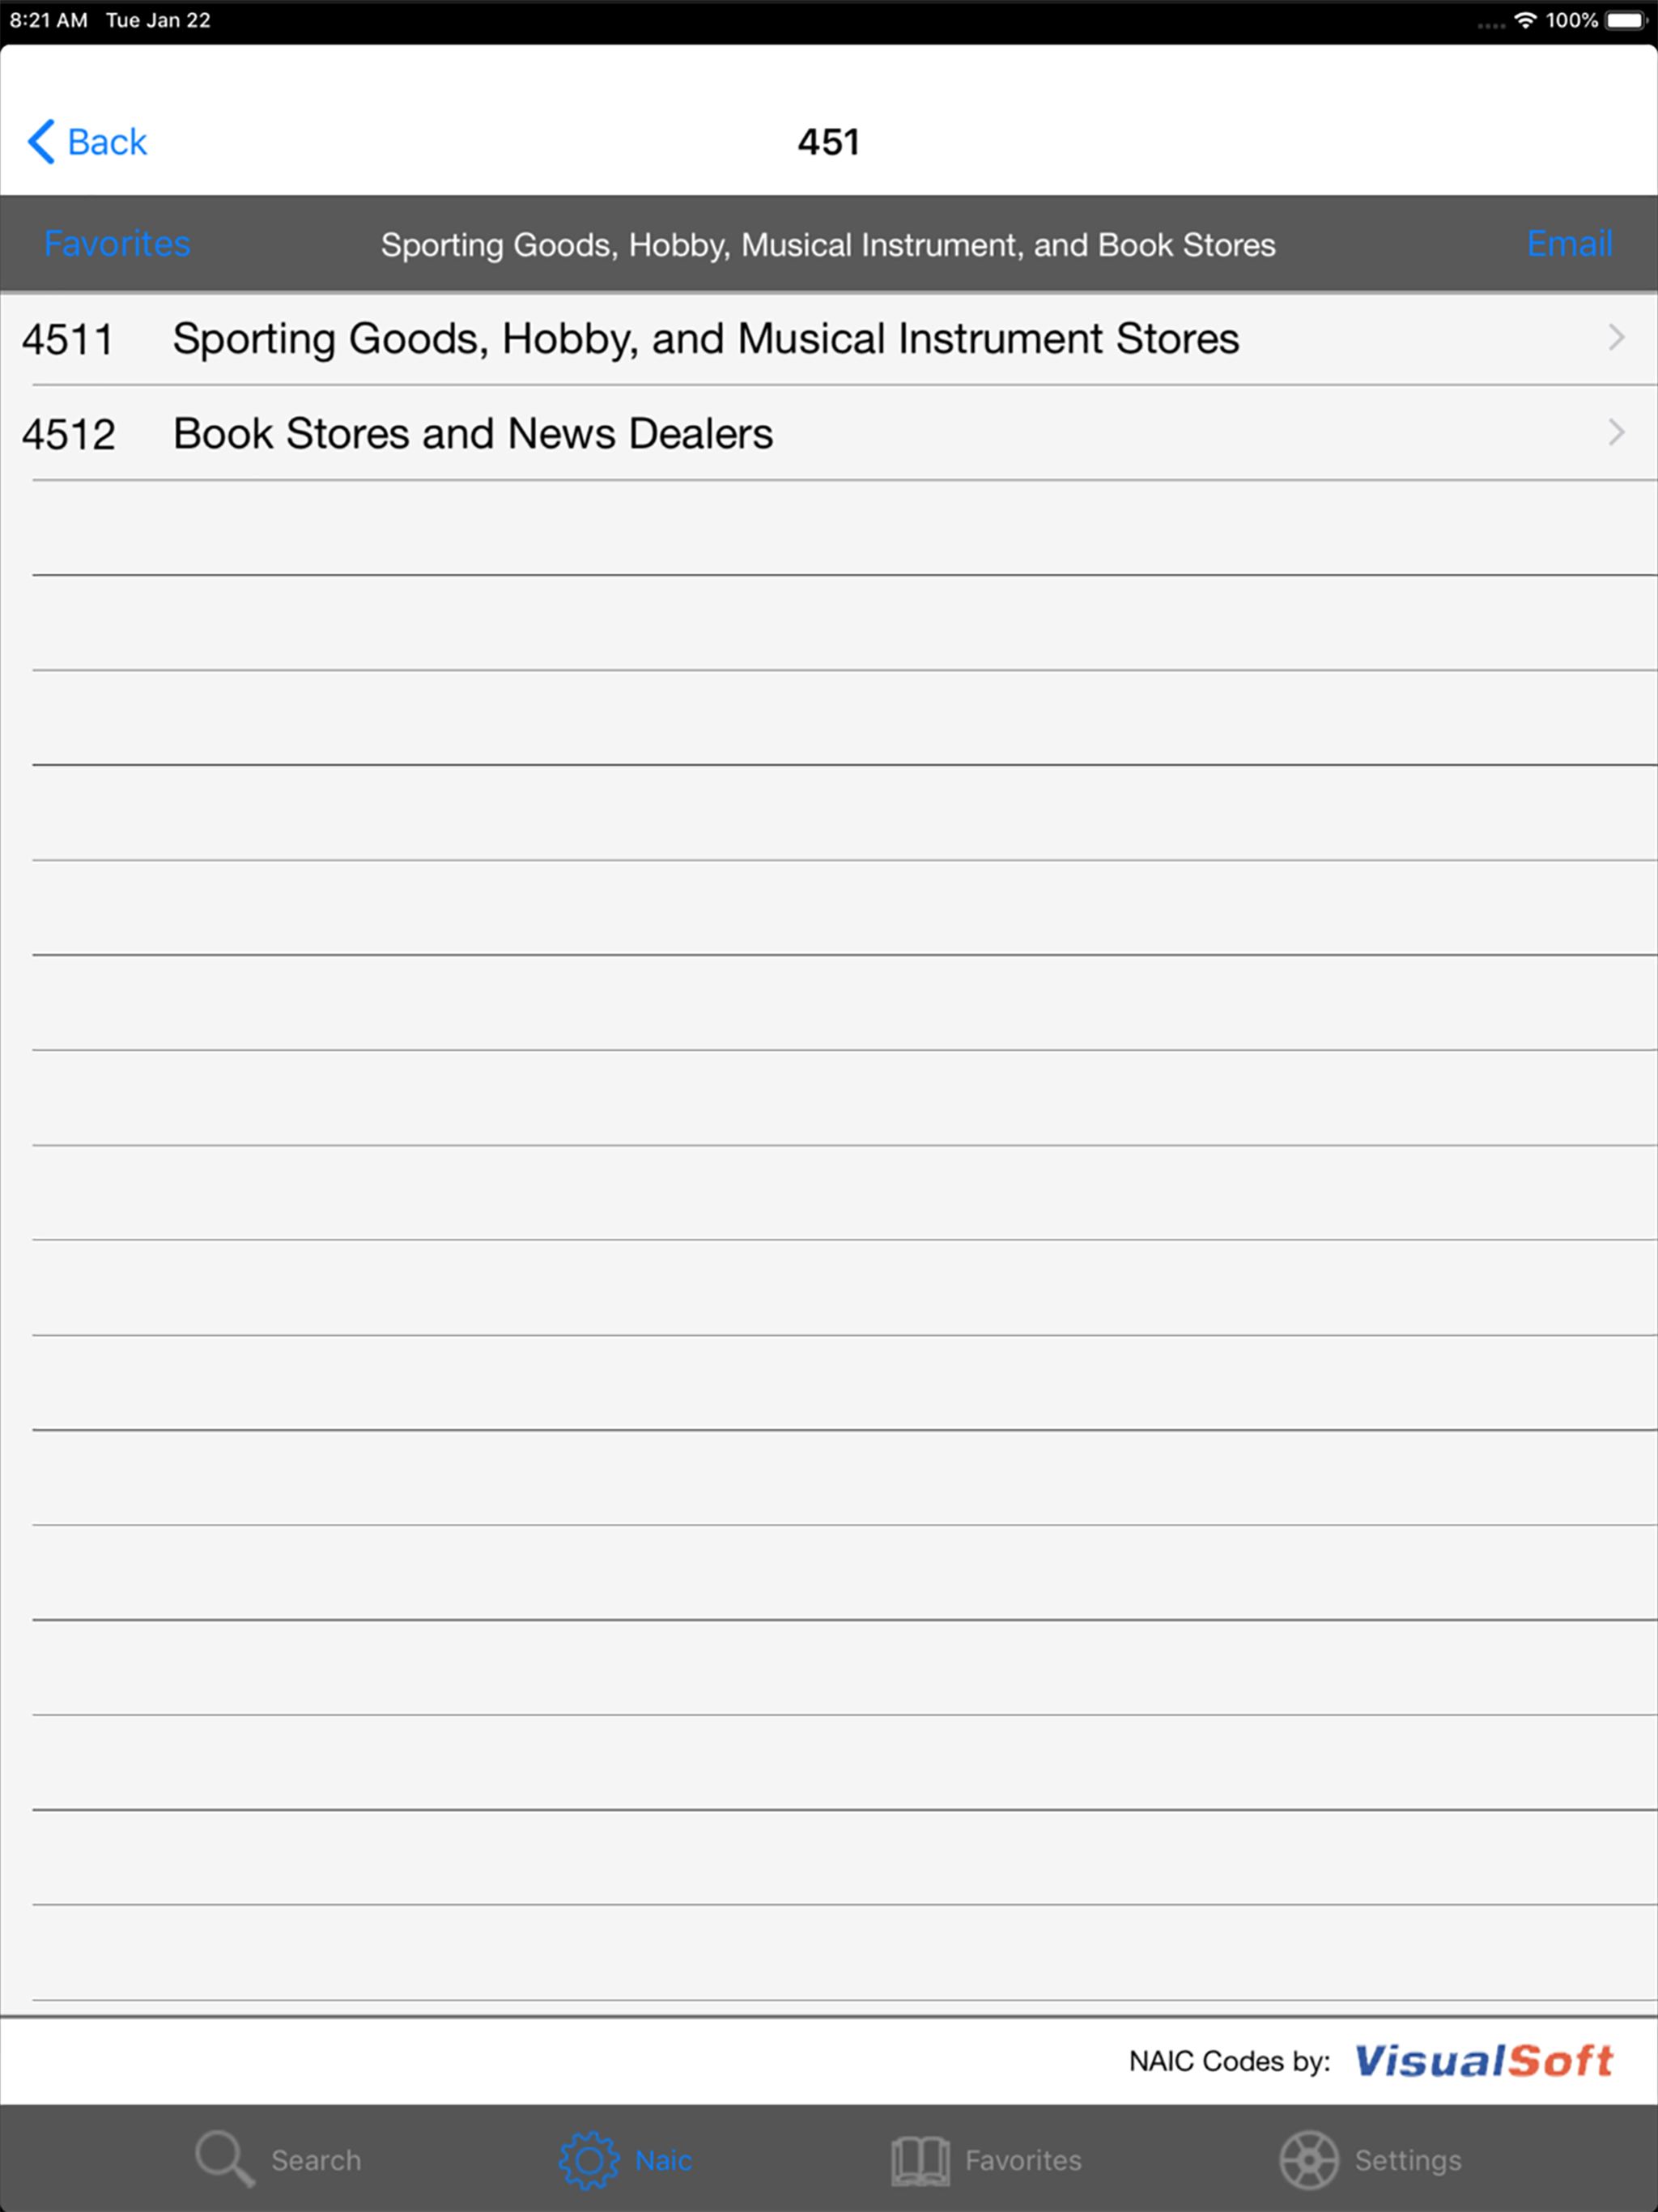 8:21 AM Tue Jan 22 100%
Back 451
Favorites Sporting Goods, Hobby, Musical Instrument, and Book Stores Email
4511 Sporting Goods, Hobby, and Musical Instrument Stores
4512 Book Stores and News Dealers
NAIC Codes by: VisualSoft
Search Naic Favorites Settings